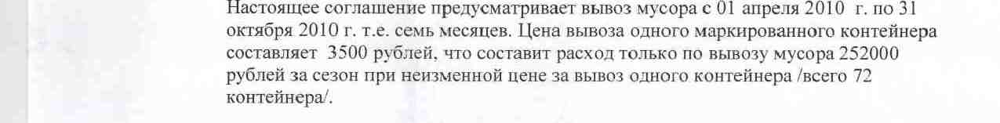 Настоящее соглашение предусматривает вывоз мусора с 01 апреля 2010 г. по 31
октября 2010 г. т.е. семь месяцев. Цена вывоза одного маркированного контейнера
составляет 3500 рублей, что составит расход только по вывозу мусора 252000
рублей за сезон при неизменной цене за вывоз одного контейнера /всего 72
контейнера/.